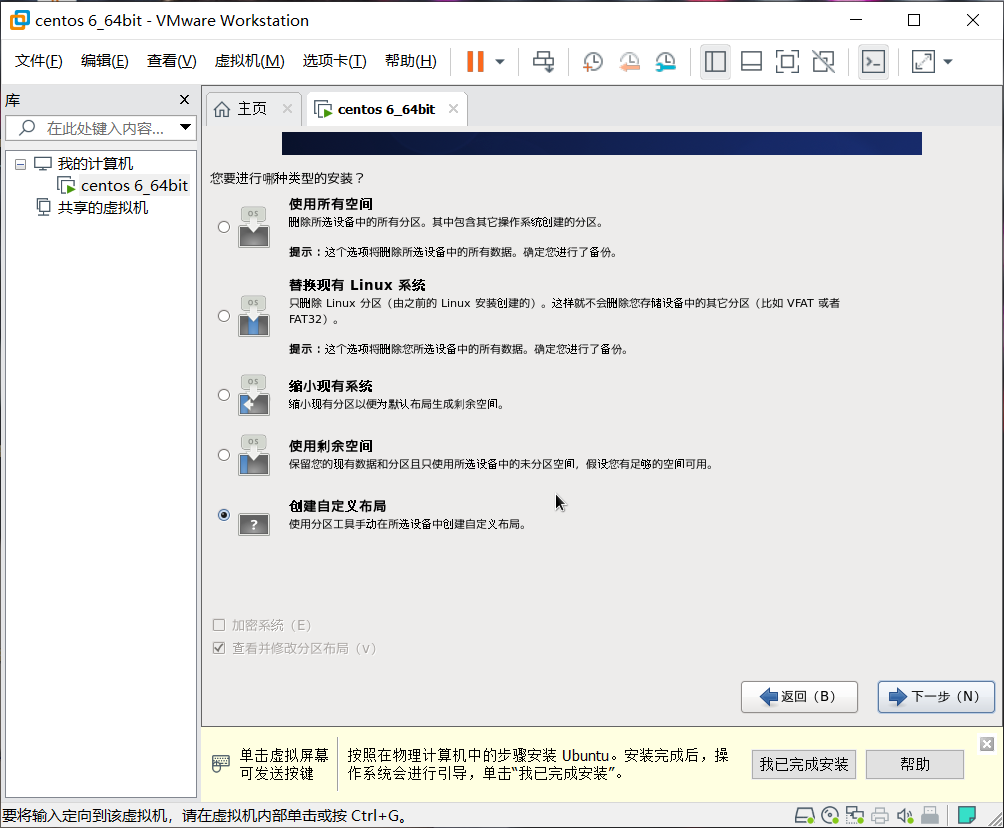 centos 6_64bit - VMware Workstation
文件(F) 编辑(E) 查看(V) 虚拟机(M) 选项卡(T) 帮助(H)
库
在此处键入内容...
我的计算机
centos 6_64bit
共享的虚拟机
主页
centos 6_64bit
您要进行哪种类型的安装？
使用所有空间
删除所选设备中的所有分区。其中包含其它操作系统创建的分区。
提示：这个选项将删除所选设备中的所有数据。确定您进行了备份。
替换现有 Linux 系统
只删除 Linux 分区（由之前的 Linux 安装创建的）。这样就不会删除您存储设备中的其它分区（比如 VFAT 或者
FAT32）。
提示：这个选项将删除您所选设备中的所有数据。确定您进行了备份。
缩小现有系统
缩小现有分区以便为默认布局生成剩余空间。
使用剩余空间
保留您的现有数据和分区且只使用所选设备中的未分区空间，假设您有足够的空间可用。
创建自定义布局
使用分区工具手动在所选设备中创建自定义布局。
OS
OS
OS
OS
?
加密系统（E）
查看并修改分区布局（v）
返回（B）
下一步（N）
单击虚拟屏幕
可发送按键
按照在物理计算机中的步骤安装 Ubuntu。安装完成后，操
作系统会进行引导，单击“我已完成安装”。
我已完成安装
帮助
要将输入定向到该虚拟机，请在虚拟机内部单击或按 Ctrl+G。